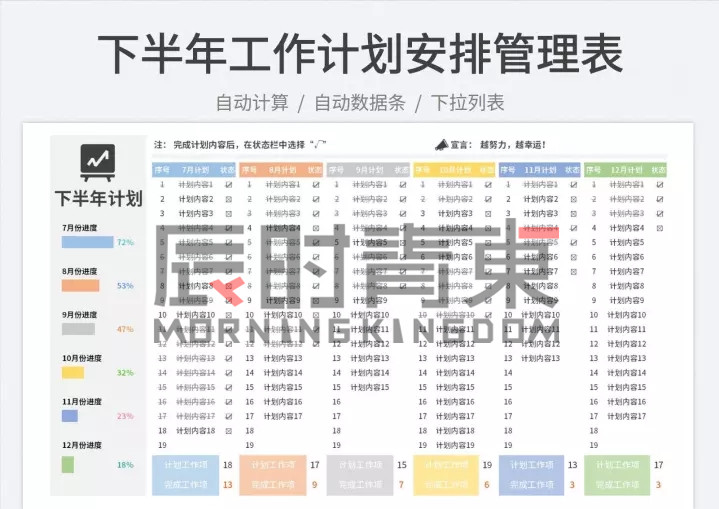 下半年工作计划安排管理表
自动计算 / 自动数据条 / 下拉列表
注： 完成计划内容后，在状态栏中选择“√” 宣言： 越努力，越幸运！
下半年计划
7月份进度
72%
8月份进度
53%
9月份进度
47%
10月份进度
32%
11月份进度
23%
12月份进度
18%
序号 7月计划 状态 序号 8月计划 状态 序号 9月计划 状态 序号 10月计划 状态 序号 11月计划 状态 序号 12月计划 状态
1 计划内容1 1 计划内容1 1 计划内容1 1 计划内容1 1 计划内容1 1 计划内容1
2 计划内容2 2 计划内容2 2 计划内容2 2 计划内容2 2 计划内容2 2 计划内容2
3 计划内容3 3 计划内容3 3 计划内容3 3 计划内容3 3 计划内容3 3 计划内容3
4 计划内容4 4 计划内容4 4 计划内容4 4 计划内容4 4 计划内容4 4 计划内容4
5 计划内容5 5 计划内容5 5 计划内容5 5 计划内容5 5 计划内容5 5 计划内容5
6 计划内容6 6 计划内容6 6 计划内容6 6 计划内容6 6 计划内容6 6 计划内容6
7 计划内容7 7 计划内容7 7 计划内容7 7 计划内容7 7 计划内容7 7 计划内容7
8 计划内容8 8 计划内容8 8 计划内容8 8 计划内容8 8 计划内容8 8 计划内容8
9 计划内容9 9 计划内容9 9 计划内容9 9 计划内容9 9 计划内容9 9 计划内容9
10 计划内容10 10 计划内容10 10 计划内容10 10 计划内容10 10 计划内容10 10 计划内容10
MORNINGKINGDOM
12 计划内容12 12 计划内容12 12 计划内容12 12 计划内容12 12 计划内容12 12 计划内容12
13 计划内容13 13 计划内容13 13 计划内容13 13 计划内容13 13 计划内容13 13 计划内容13
14 计划内容14 14 计划内容14 14 计划内容14 14 计划内容14 14 14 计划内容14
15 计划内容15 15 计划内容15 15 计划内容15 15 计划内容15 15 15 计划内容15
16 计划内容16 16 计划内容16 16 16 计划内容16 16 16 计划内容16
17 计划内容17 17 计划内容17 17 17 计划内容17 17 17 计划内容17
18 计划内容18 18 18 18 计划内容18 18 18
19 19 19 19 计划内容19 19 19
计划工作项 18 计划工作项 17 计划工作项 15 计划工作项 19 计划工作项 13 计划工作项 17
完成工作项 13 完成工作项 9 完成工作项 7 完成工作项 6 完成工作项 3 完成工作项 3